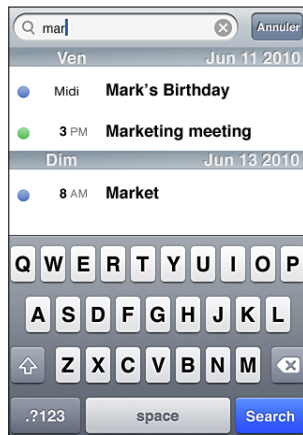 mar Annuler
Ven Jun 11 2010
Midi Mark's Birthday
3 PM Marketing meeting
Dim Jun 13 2010
8 AM Market
Q W E R T Y U I O P
A S D F G H J K L
Z X C V B N M
.?123 space Search